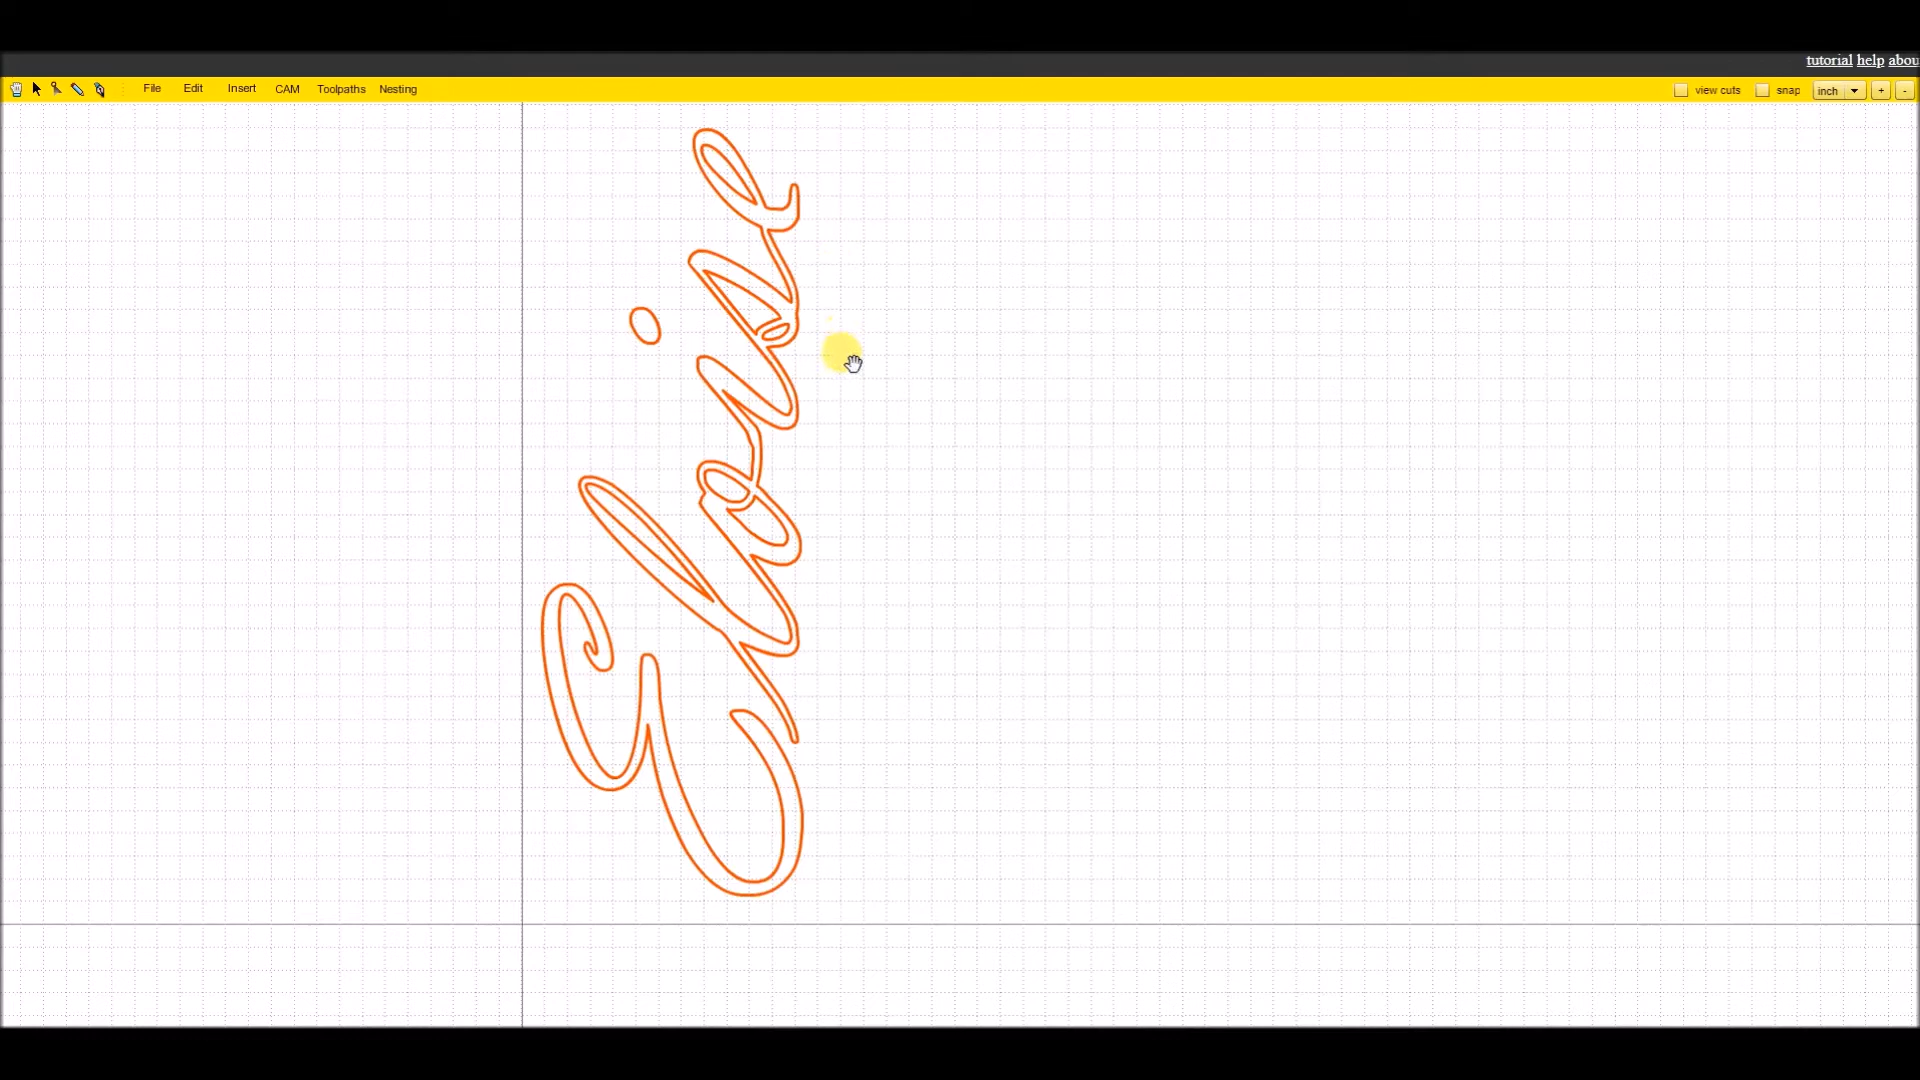 tutorial help abou
File Edit Insert CAM Toolpaths Nesting view cuts snap inch + -
Eloise